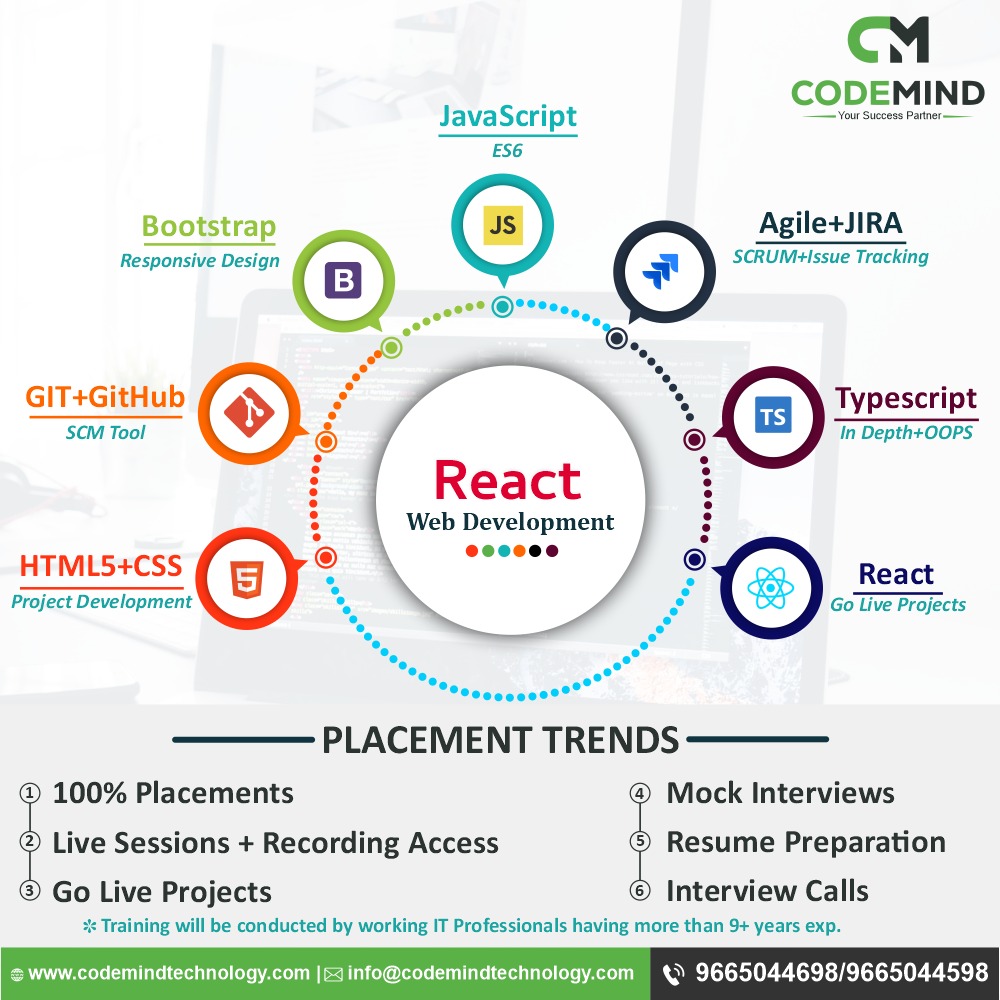 CM
CODEMIND
Your Success Partner
JavaScript
ES6
JS
Bootstrap
Responsive Design
B
Agile+JIRA
SCRUM+Issue Tracking
GIT+GitHub
SCM Tool
Typescript
In Depth+OOPS
TS
HTML5+CSS
Project Development
5
React
Go Live Projects
React
Web Development
PLACEMENT TRENDS
1 100% Placements
2 Live Sessions + Recording Access
3 Go Live Projects
4 Mock Interviews
5 Resume Preparation
6 Interview Calls
✻ Training will be conducted by working IT Professionals having more than 9+ years exp.
www.codemindtechnology.com | info@codemindtechnology.com
9665044698/9665044598